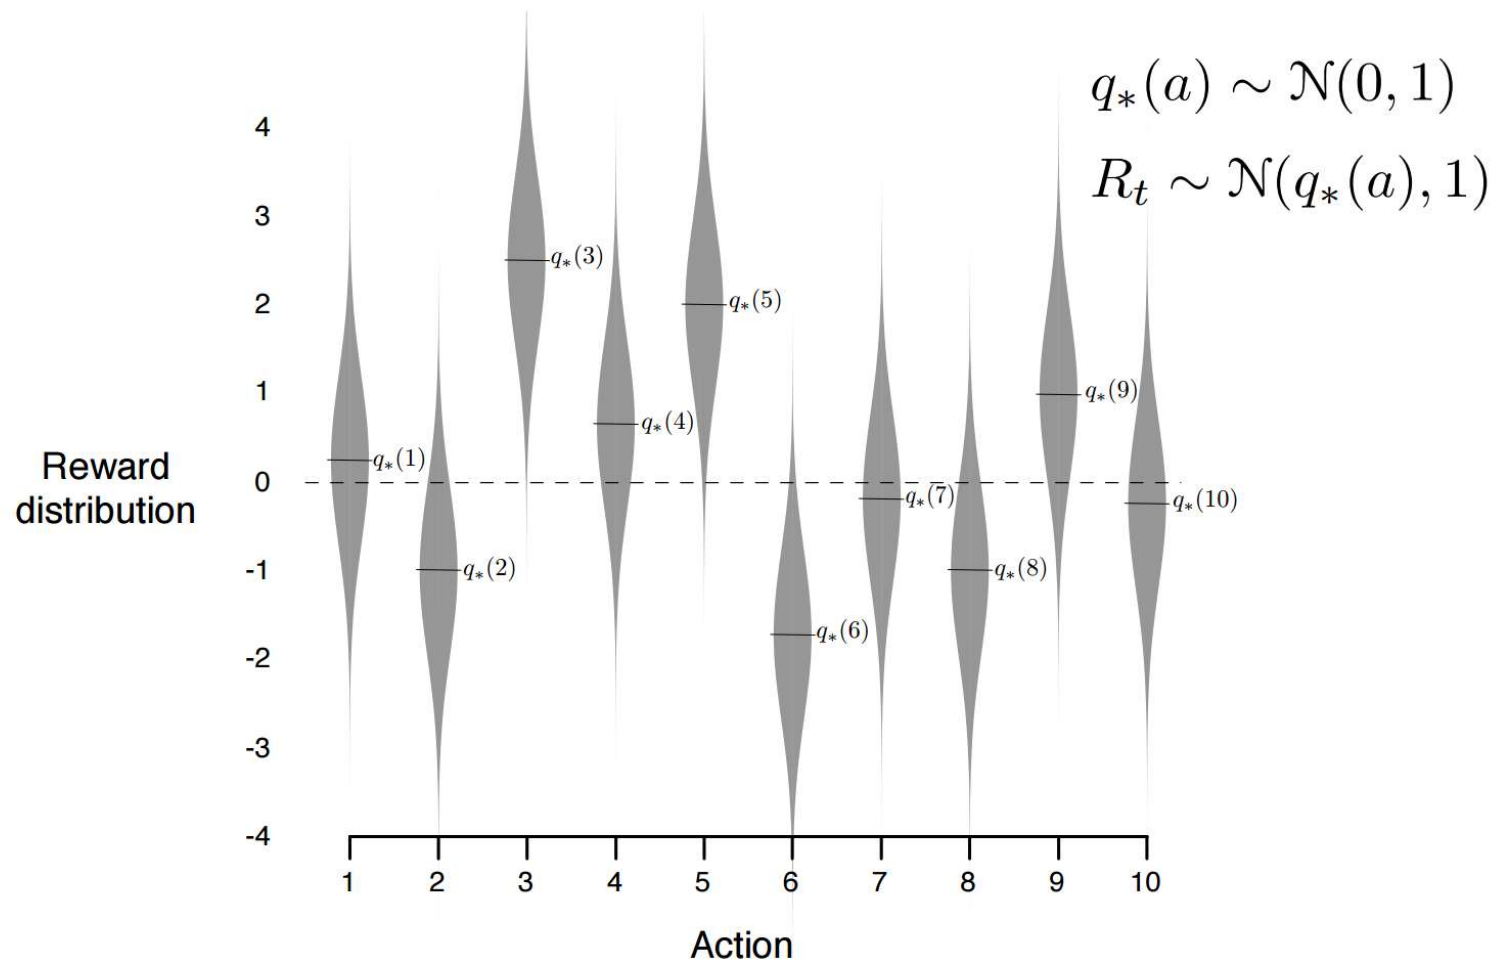 q∗(a) ∼ 𝒩(0, 1)
R_t ∼ 𝒩(q∗(a), 1)
4
3
2
1
0
-1
-2
-3
-4
Reward
distribution
q∗(1)
q∗(2)
q∗(3)
q∗(4)
q∗(5)
q∗(6)
q∗(7)
q∗(8)
q∗(9)
q∗(10)
1 2 3 4 5 6 7 8 9 10
Action